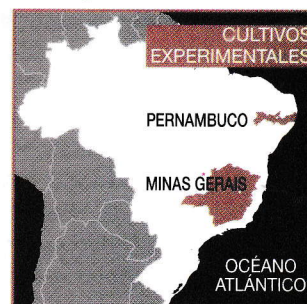 CULTIVOS
EXPERIMENTALES
PERNAMBUCO
MINAS GERAIS
OCÉANO
ATLÁNTICO